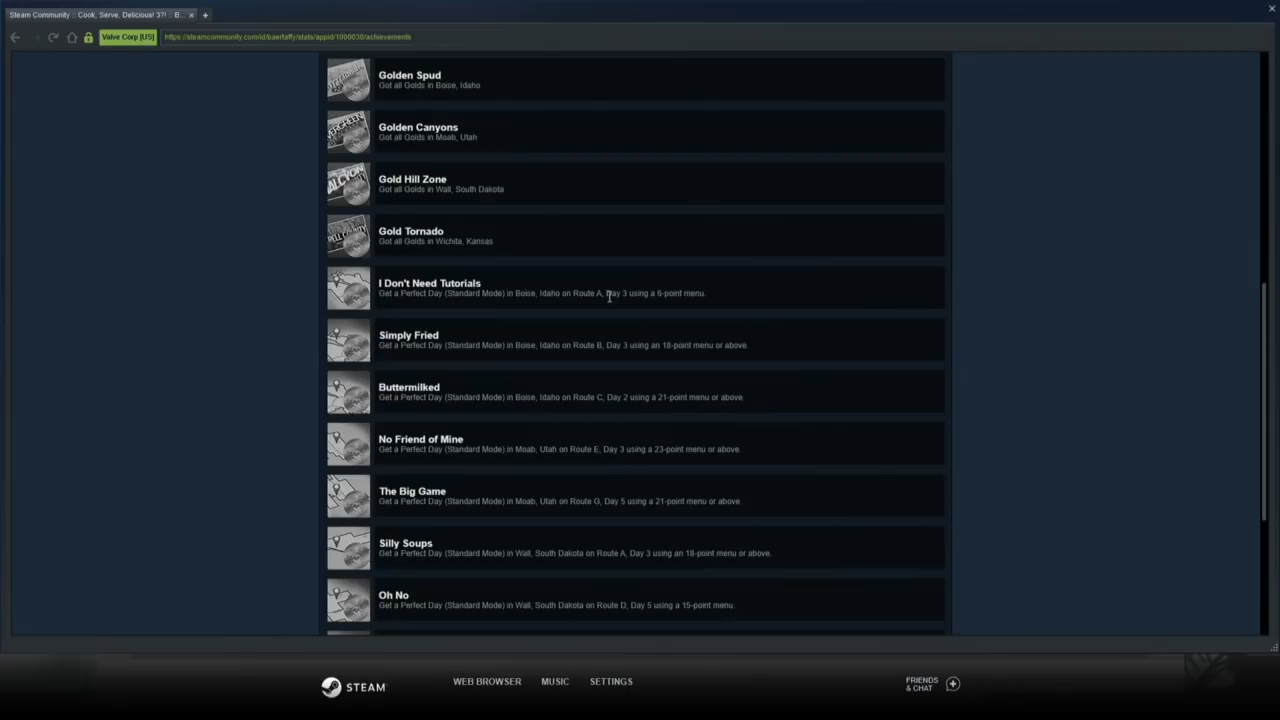 Steam Community :: Cook, Serve, Delicious! 3?! :: B...
Valve Corp [US]
https://steamcommunity.com/id/baertaffy/stats/appid/1000030/achievements
Golden Spud
Got all Golds in Boise, Idaho
Golden Canyons
Got all Golds in Moab, Utah
Gold Hill Zone
Got all Golds in Wall, South Dakota
Gold Tornado
Got all Golds in Wichita, Kansas
I Don't Need Tutorials
Get a Perfect Day (Standard Mode) in Boise, Idaho on Route A, Day 3 using a 6-point menu.
Simply Fried
Get a Perfect Day (Standard Mode) in Boise, Idaho on Route B, Day 3 using an 18-point menu or above.
Buttermilked
Get a Perfect Day (Standard Mode) in Boise, Idaho on Route C, Day 2 using a 21-point menu or above.
No Friend of Mine
Get a Perfect Day (Standard Mode) in Moab, Utah on Route E, Day 3 using a 23-point menu or above.
The Big Game
Get a Perfect Day (Standard Mode) in Moab, Utah on Route G, Day 5 using a 21-point menu or above.
Silly Soups
Get a Perfect Day (Standard Mode) in Wall, South Dakota on Route A, Day 3 using an 18-point menu or above.
Oh No
Get a Perfect Day (Standard Mode) in Wall, South Dakota on Route D, Day 5 using a 15-point menu.
STEAM
WEB BROWSER
MUSIC
SETTINGS
FRIENDS
& CHAT